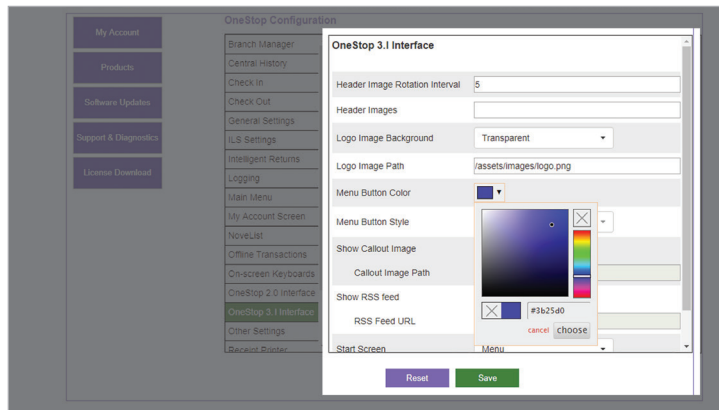 OneStop Configuration
My Account
Products
Software Updates
Support & Diagnostics
License Download
Branch Manager
Central History
Check In
Check Out
General Settings
ILS Settings
Intelligent Returns
Logging
Main Menu
My Account Screen
NoveList
Offline Transactions
On-screen Keyboards
OneStop 2.0 Interface
OneStop 3.1 Interface
Other Settings
Receipt Printer
OneStop 3.I Interface
Header Image Rotation Interval 5
Header Images
Logo Image Background Transparent
Logo Image Path /assets/images/logo.png
Menu Button Color
Menu Button Style
Show Callout Image
Callout Image Path
Show RSS feed
RSS Feed URL
#3b25d0
cancel choose
Start Screen Menu
Reset Save